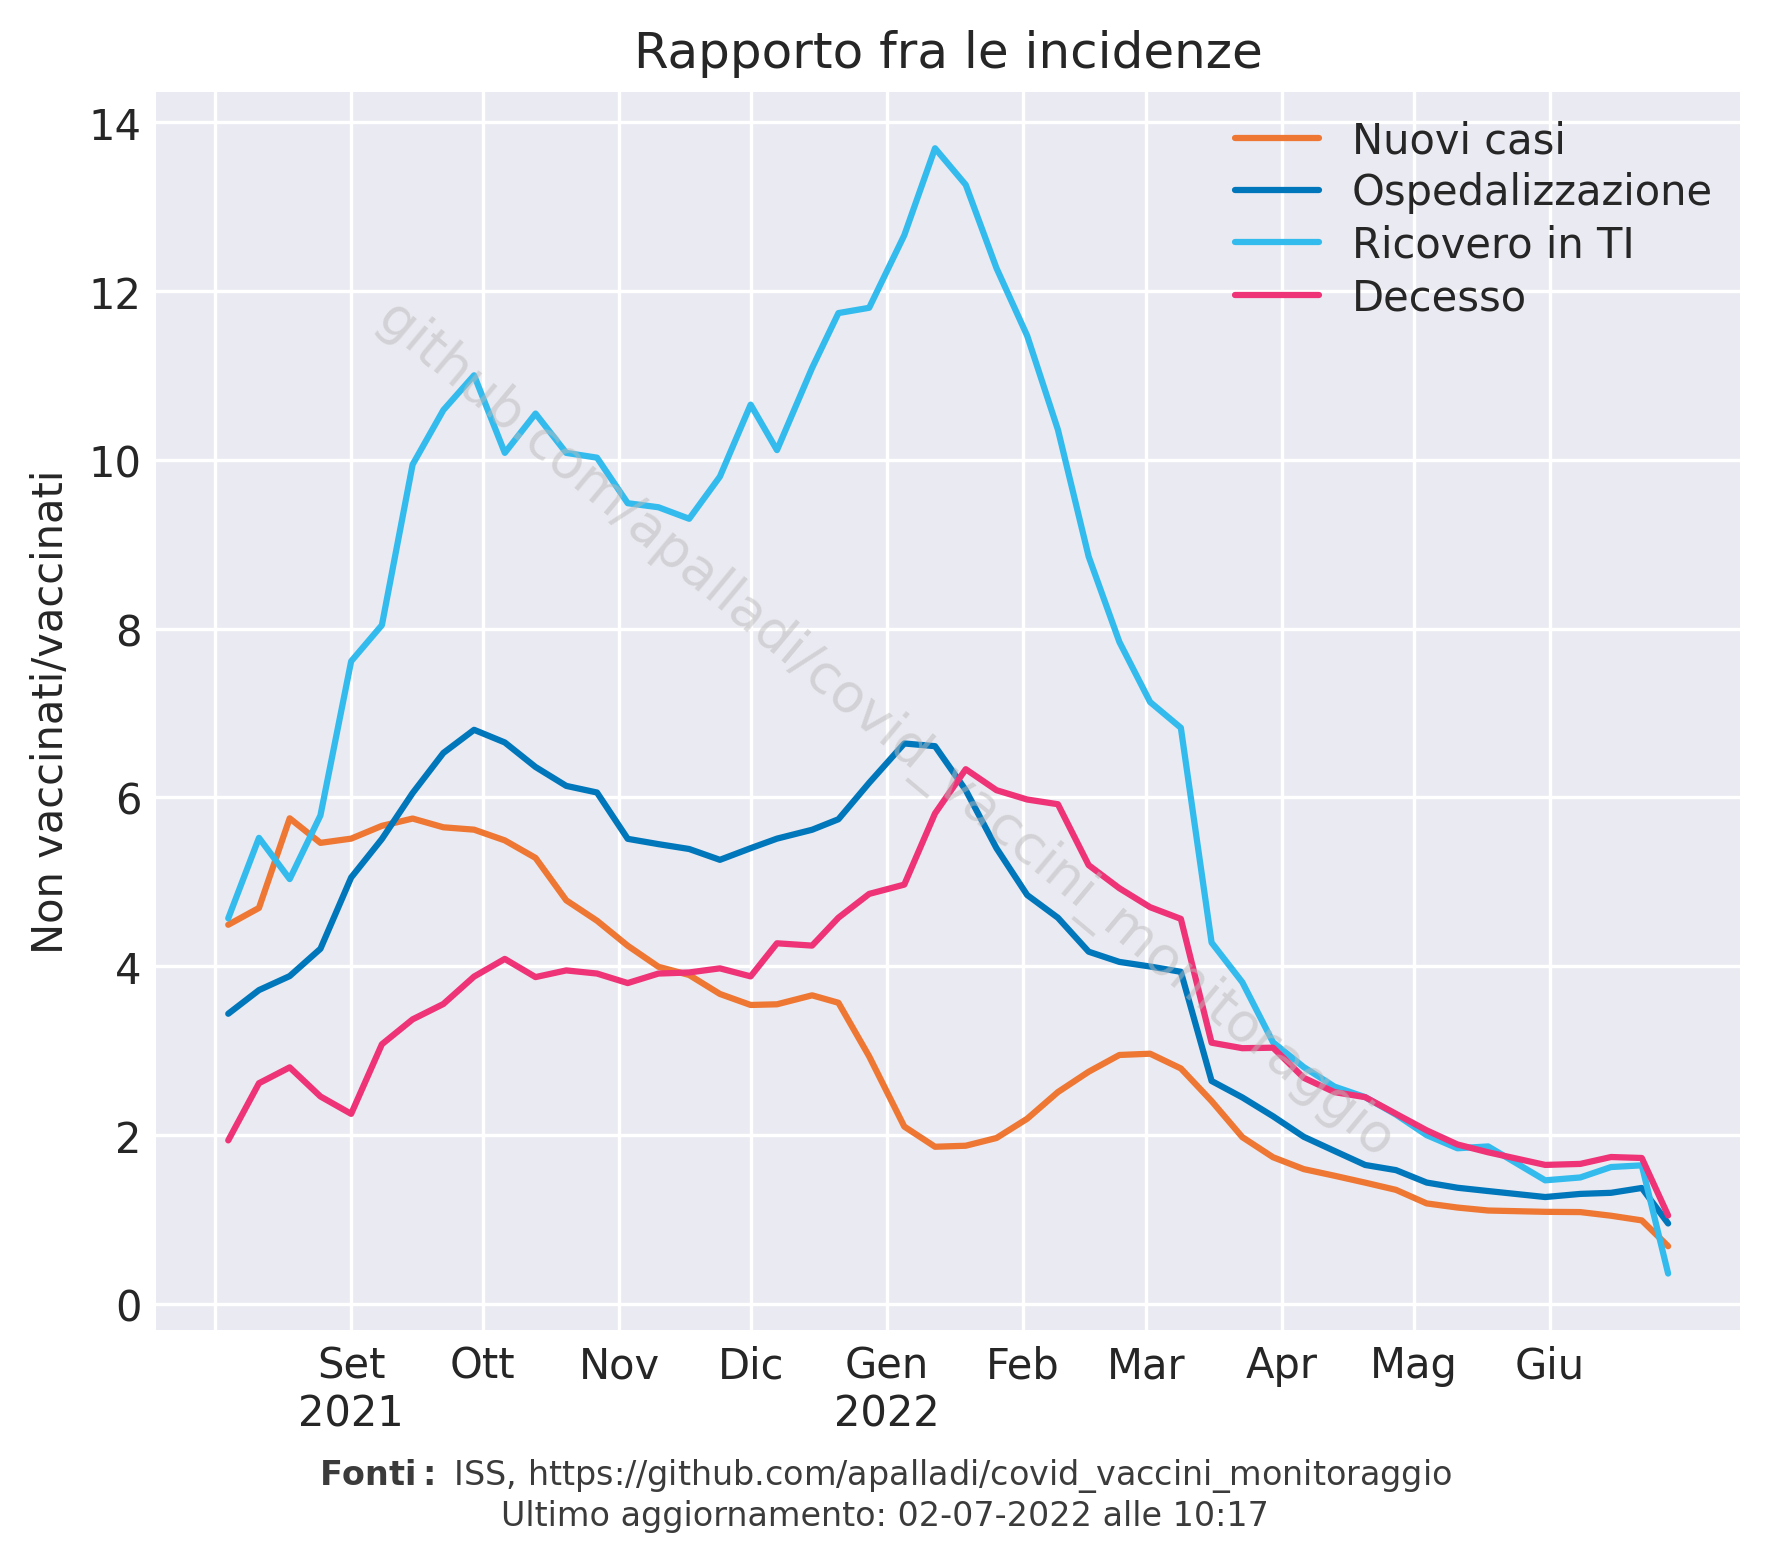 Rapporto fra le incidenze
Non vaccinati/vaccinati
14
12
10
8
6
4
2
0
Nuovi casi
Ospedalizzazione
Ricovero in TI
Decesso
github.com/apalladi/covid_vaccini_monitoraggio
Set Ott Nov Dic Gen Feb Mar Apr Mag Giu
2021 2022
Fonti: ISS, https://github.com/apalladi/covid_vaccini_monitoraggio
Ultimo aggiornamento: 02-07-2022 alle 10:17